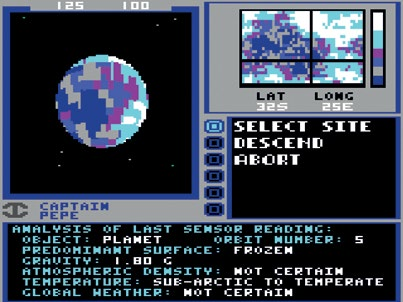 125 100
LAT LONG
32S 25E
SELECT SITE
DESCEND
ABORT
CAPTAIN
PEPE
ANALYSIS OF LAST SENSOR READING:
OBJECT: PLANET ORBIT NUMBER: 5
PREDOMINANT SURFACE: FROZEN
GRAVITY: 1.80 G
ATMOSPHERIC DENSITY: NOT CERTAIN
TEMPERATURE: SUB-ARCTIC TO TEMPERATE
GLOBAL WEATHER: NOT CERTAIN